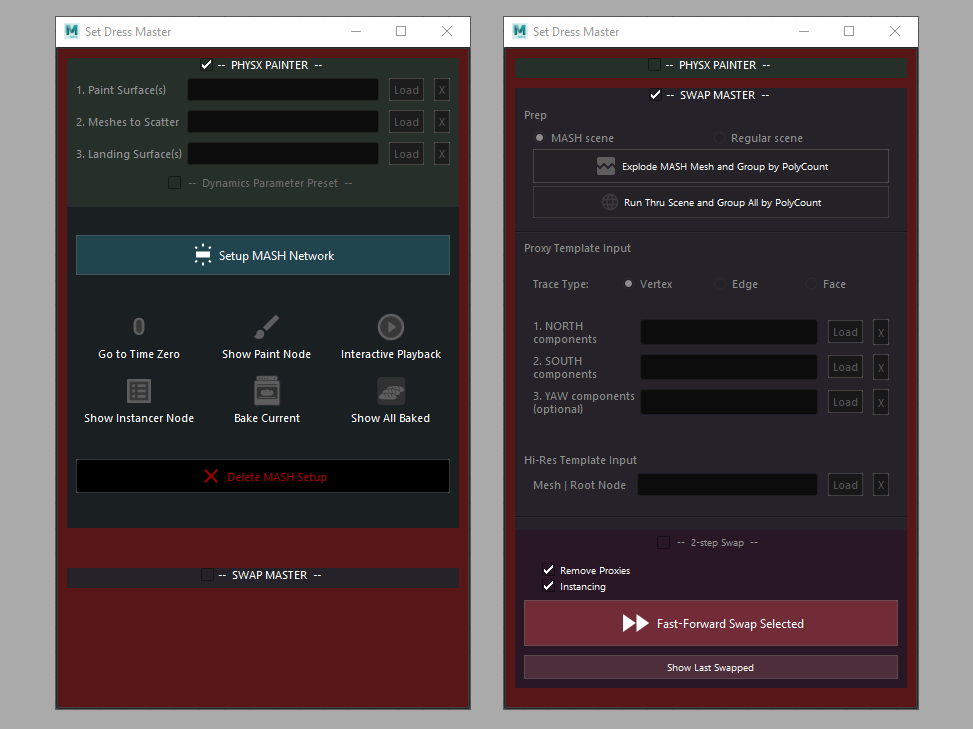 Set Dress Master
-- PHYSX PAINTER --
1. Paint Surface(s)
Load
X
2. Meshes to Scatter
Load
X
3. Landing Surface(s)
Load
X
-- Dynamics Parameter Preset --
Setup MASH Network
0
Go to Time Zero
Show Paint Node
Interactive Playback
Show Instancer Node
Bake Current
Show All Baked
Delete MASH Setup
-- SWAP MASTER --
Set Dress Master
-- PHYSX PAINTER --
-- SWAP MASTER --
Prep
MASH scene
Regular scene
Explode MASH Mesh and Group by PolyCount
Run Thru Scene and Group All by PolyCount
Proxy Template Input
Trace Type:
Vertex
Edge
Face
1. NORTH
components
Load
X
2. SOUTH
components
Load
X
3. YAW components
(optional)
Load
X
Hi-Res Template Input
Mesh | Root Node
Load
X
-- 2-step Swap --
Remove Proxies
Instancing
Fast-Forward Swap Selected
Show Last Swapped